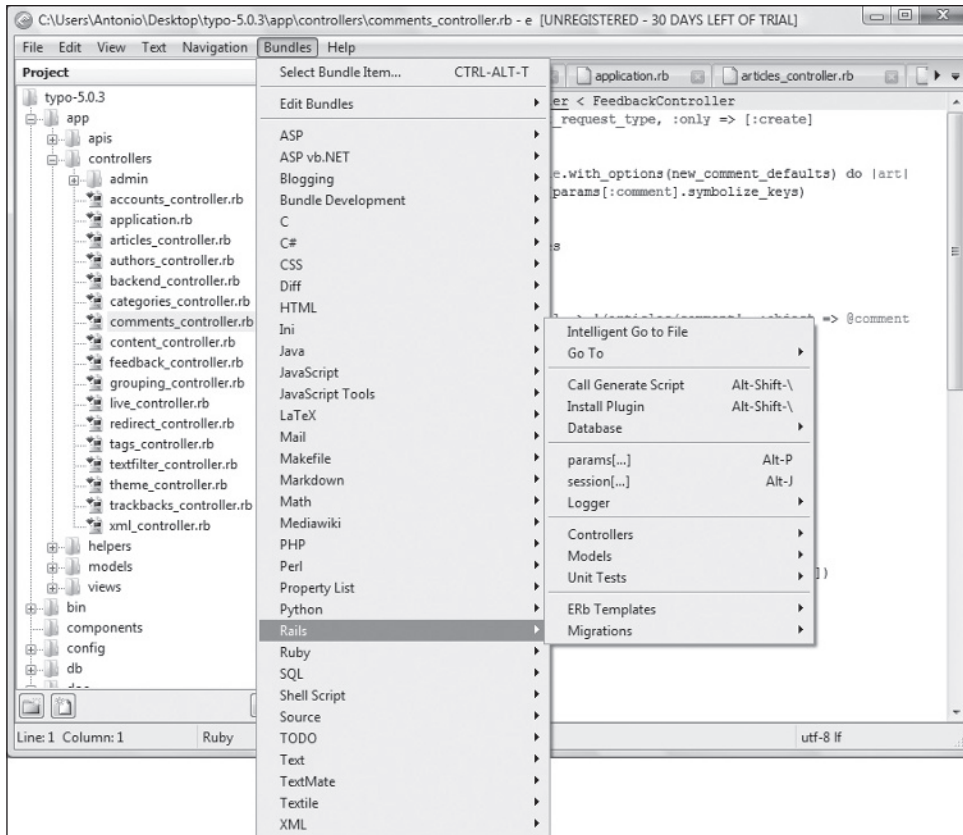 C:\Users\Antonio\Desktop\typo-5.0.3\app\controllers\comments_controller.rb - e [UNREGISTERED - 30 DAYS LEFT OF TRIAL]
File Edit View Text Navigation Bundles Help
Project
typo-5.0.3
app
apis
controllers
admin
accounts_controller.rb
application.rb
articles_controller.rb
authors_controller.rb
backend_controller.rb
categories_controller.rb
comments_controller.rb
content_controller.rb
feedback_controller.rb
grouping_controller.rb
live_controller.rb
redirect_controller.rb
tags_controller.rb
textfilter_controller.rb
theme_controller.rb
trackbacks_controller.rb
xml_controller.rb
helpers
models
views
bin
components
config
db
Select Bundle Item... CTRL-ALT-T
Edit Bundles
ASP
ASP vb.NET
Blogging
Bundle Development
C
C#
CSS
Diff
HTML
Ini
Java
JavaScript
JavaScript Tools
LaTeX
Mail
Makefile
Markdown
Math
Mediawiki
PHP
Perl
Property List
Python
Rails
Ruby
SQL
Shell Script
Source
TODO
Text
TextMate
Textile
XML
application.rb articles_controller.rb
er < FeedbackController
request_type, :only => [:create]
e.with_options(new_comment_defaults) do |art|
params[:comment].symbolize_keys)
s
=> @comment
Intelligent Go to File
Go To
Call Generate Script Alt-Shift-\
Install Plugin Alt-Shift-\
Database
params[...] Alt-P
session[...] Alt-J
Logger
Controllers
Models
Unit Tests
ERb Templates
Migrations
])
Line: 1 Column: 1 Ruby utf-8 lf